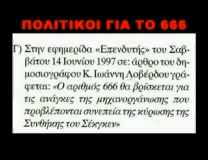 ΠΟΛΙΤΙΚΟΙ ΓΙΑ ΤΟ 666
Γ) Στην εφημερίδα «Επενδυτής» του Σαβ-
βάτου 14 Ιουνίου 1997 σε: άρθρο του δη-
μοσιογράφου Κ. Ιωάννη Λοβέρδου γρά-
φεται: «Ο αριθμός 666 θα βρίσκεται για
τις ανάγκες της μηχανοργάνωσης που
προβλέπονται συνεπεία της κύρωσης της
Συνθήκης του Σέκγκεν»